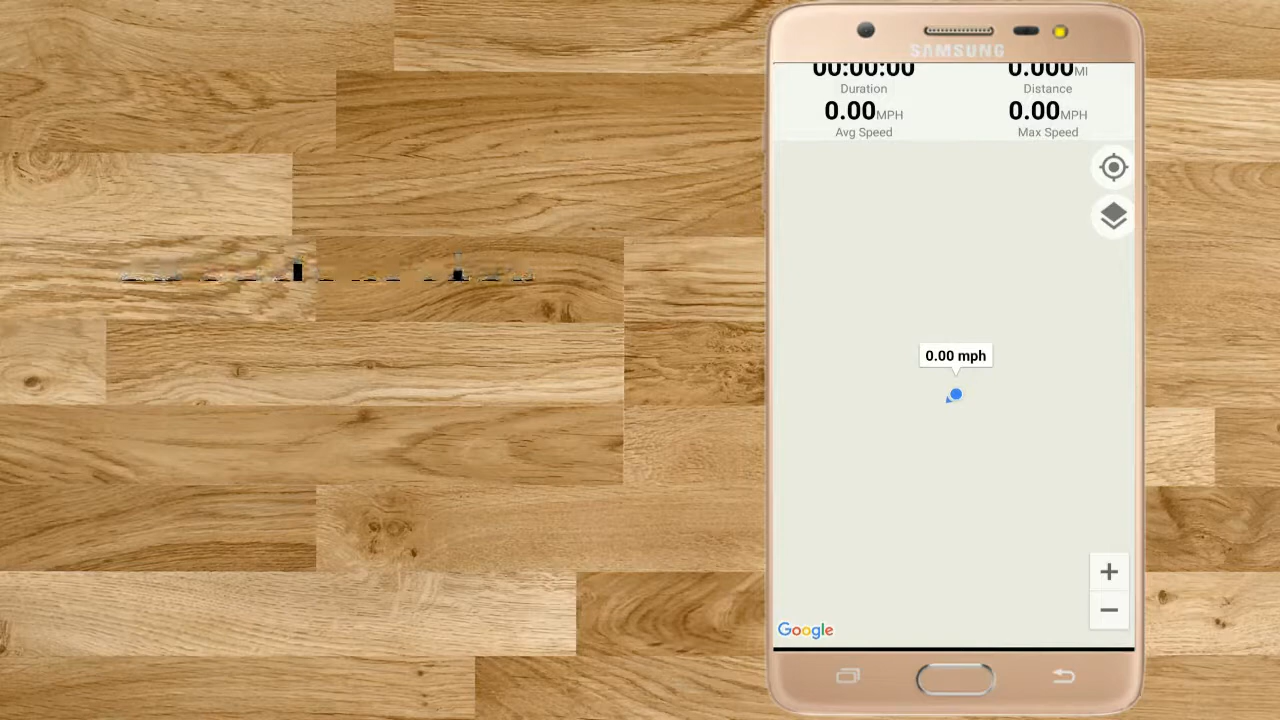 SAMSUNG
00:00:00 0.000MI
Duration Distance
0.00MPH 0.00MPH
Avg Speed Max Speed
0.00 mph
Google